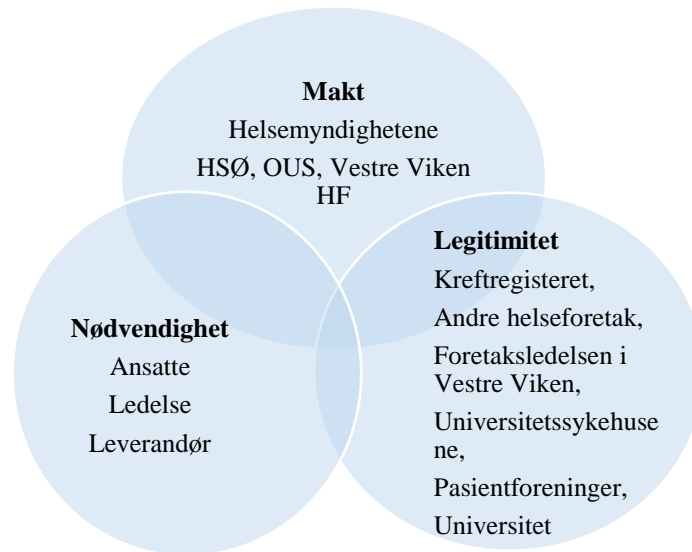 Makt
Helsemyndighetene
HSØ, OUS, Vestre Viken
HF
Legitimitet
Kreftregisteret,
Andre helseforetak,
Foretaksledelsen i
Vestre Viken,
Universitetssykehuse
ne,
Pasientforeninger,
Universitet
Nødvendighet
Ansatte
Ledelse
Leverandør